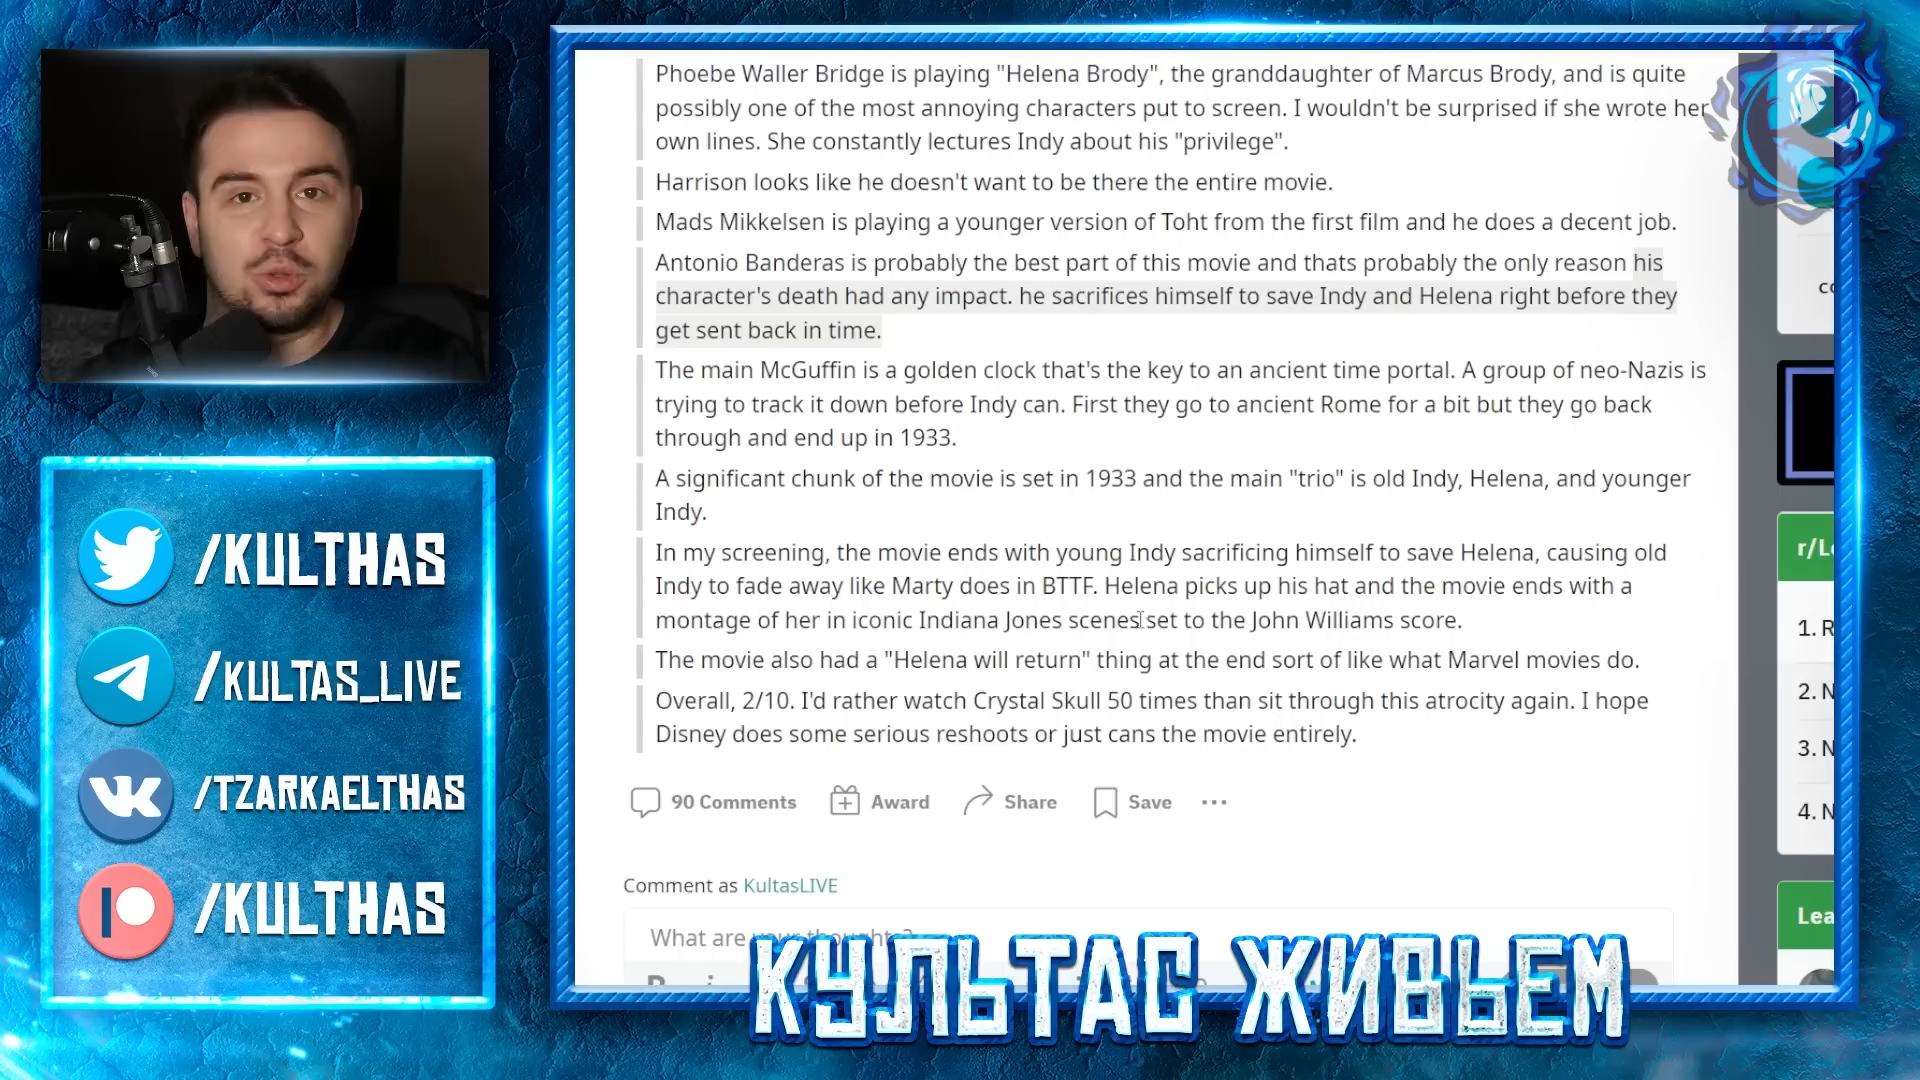 Phoebe Waller Bridge is playing "Helena Brody", the granddaughter of Marcus Brody, and is quite
possibly one of the most annoying characters put to screen. I wouldn't be surprised if she wrote her
own lines. She constantly lectures Indy about his "privilege".
Harrison looks like he doesn't want to be there the entire movie.
Mads Mikkelsen is playing a younger version of Toht from the first film and he does a decent job.
Antonio Banderas is probably the best part of this movie and thats probably the only reason his
character's death had any impact. he sacrifices himself to save Indy and Helena right before they
get sent back in time.
The main McGuffin is a golden clock that's the key to an ancient time portal. A group of neo-Nazis is
trying to track it down before Indy can. First they go to ancient Rome for a bit but they go back
through and end up in 1933.
A significant chunk of the movie is set in 1933 and the main "trio" is old Indy, Helena, and younger
Indy.
In my screening, the movie ends with young Indy sacrificing himself to save Helena, causing old
Indy to fade away like Marty does in BTTF. Helena picks up his hat and the movie ends with a
montage of her in iconic Indiana Jones scenes set to the John Williams score.
The movie also had a "Helena will return" thing at the end sort of like what Marvel movies do.
Overall, 2/10. I'd rather watch Crystal Skull 50 times than sit through this atrocity again. I hope
Disney does some serious reshoots or just cans the movie entirely.
90 Comments Award Share Save
Comment as KultasLIVE
What are your thoughts?
r/L
1. R
2. N
3. N
4. N
Lea
/KULTHAS
/KULTAS_LIVE
/TZARKAELTHAS
/KULTHAS
КУЛЬТАС ЖИВЬЕМ